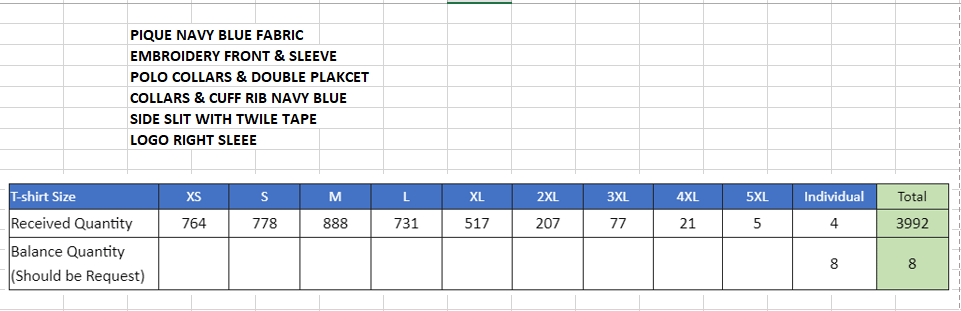 PIQUE NAVY BLUE FABRIC
EMBROIDERY FRONT & SLEEVE
POLO COLLARS & DOUBLE PLAKCET
COLLARS & CUFF RIB NAVY BLUE
SIDE SLIT WITH TWILE TAPE
LOGO RIGHT SLEEE
T-shirt Size XS S M L XL 2XL 3XL 4XL 5XL Individual Total
Received Quantity 764 778 888 731 517 207 77 21 5 4 3992
Balance Quantity
(Should be Request) 8 8